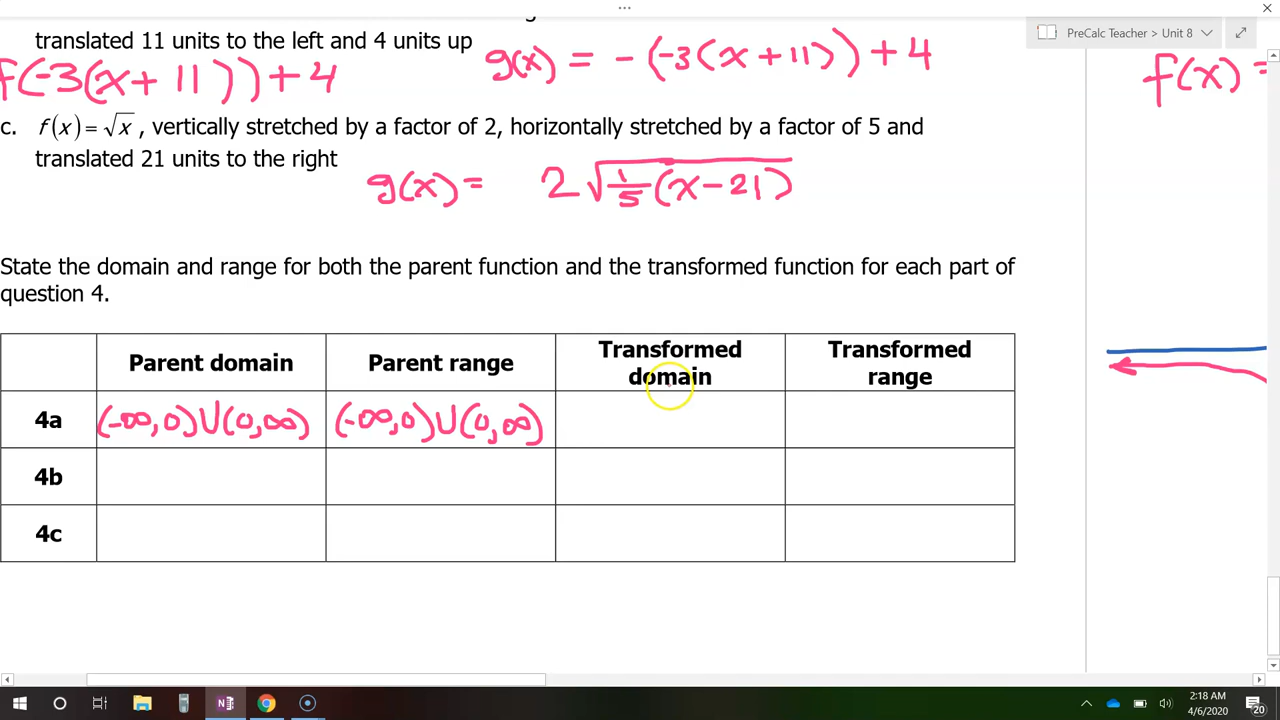 PreCalc Teacher > Unit 8
translated 11 units to the left and 4 units up
g(x) = -(-3(x+11))+4
f(-3(x+11))+4
f(x) =
c. f(x) = √x, vertically stretched by a factor of 2, horizontally stretched by a factor of 5 and
translated 21 units to the right
g(x) = 2√(1/5(x-21))
State the domain and range for both the parent function and the transformed function for each part of
question 4.
Parent domain Parent range Transformed domain Transformed range
4a (-∞,0)∪(0,∞) (-∞,0)∪(0,∞)
4b
4c
2:18 AM
4/6/2020
20